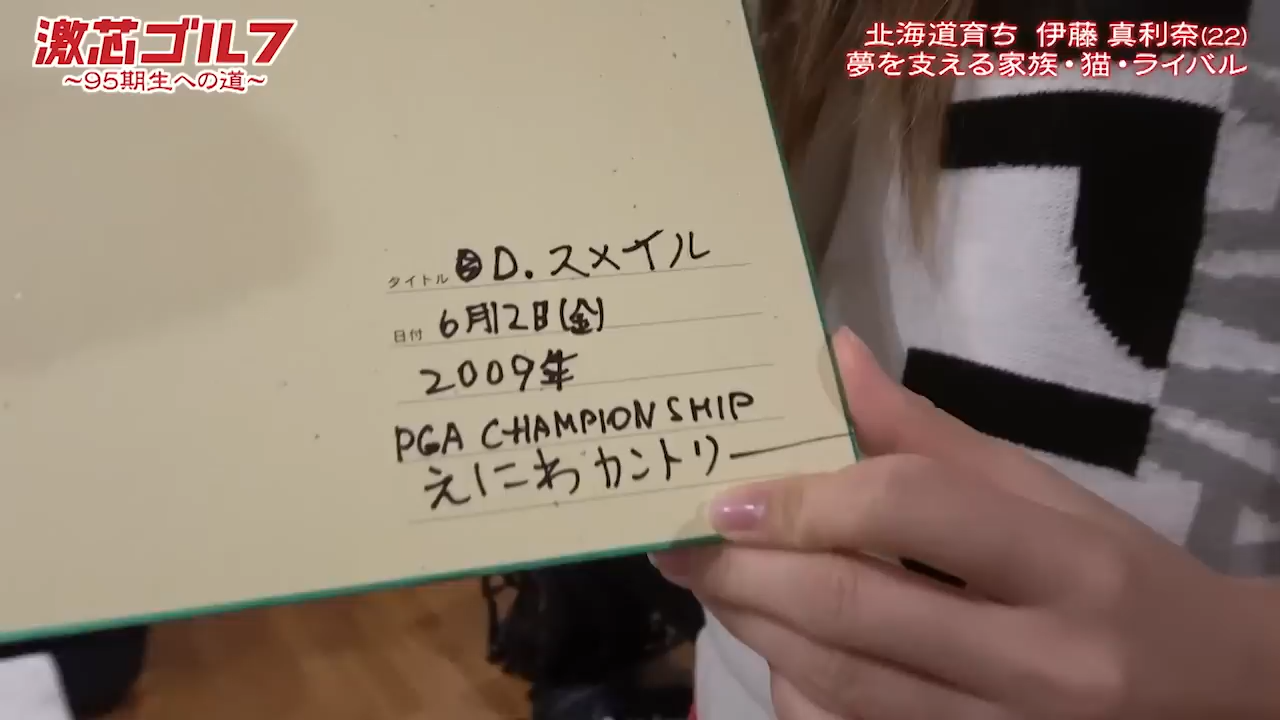 激芯ゴルフ
~95期生への道~
北海道育ち 伊藤 真利奈(22)
夢を支える家族・猫・ライバル
タイトル D. スメイル
日付 6月12日(金)
2009年
PGA CHAMPIONSHIP
えにわカントリー